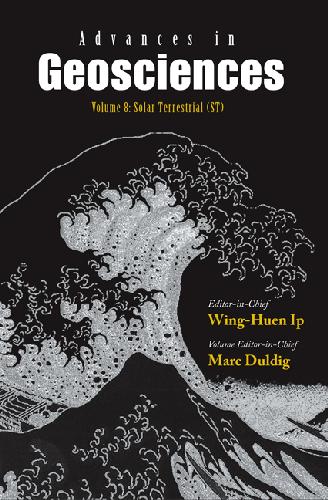 Advances in
Geosciences
Volume 8: Solar Terrestrial (ST)
Editor-in-Chief
Wing-Huen Ip
Volume Editor-in-Chief
Marc Duldig